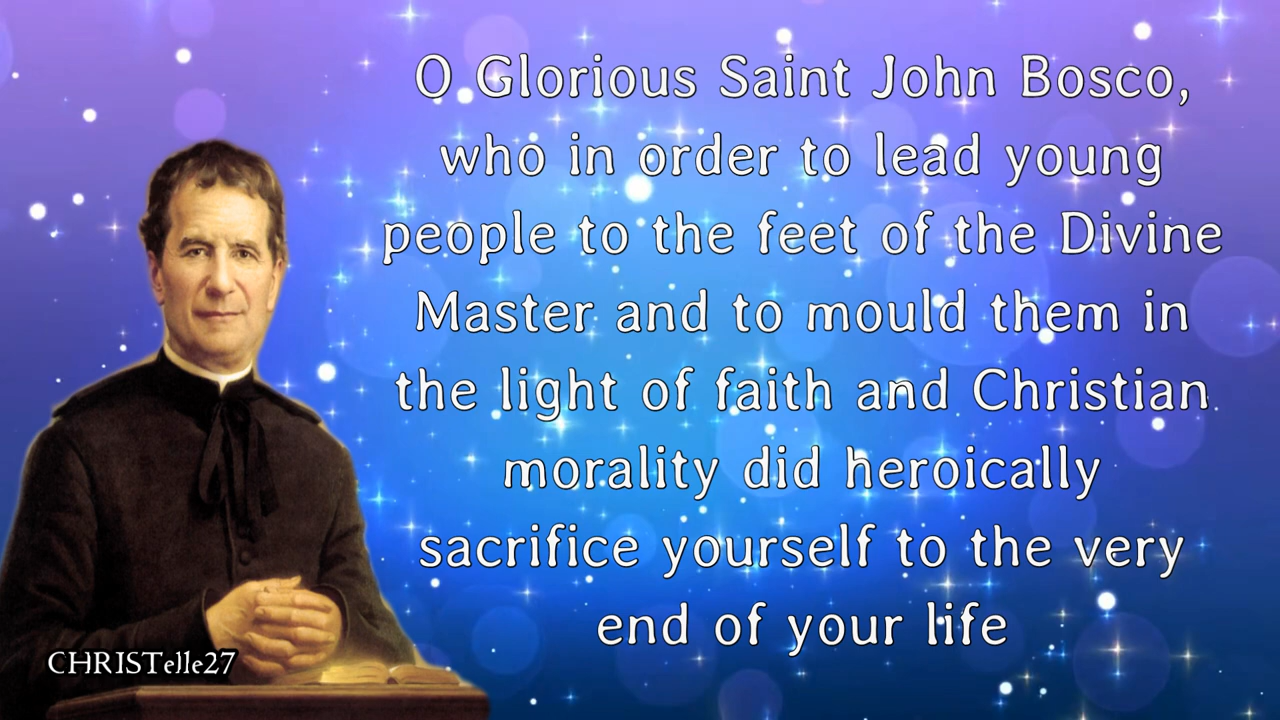 O Glorious Saint John Bosco,
who in order to lead young
people to the feet of the Divine
Master and to mould them in
the light of faith and Christian
morality did heroically
sacrifice yourself to the very
end of your life
CHRISTelle27